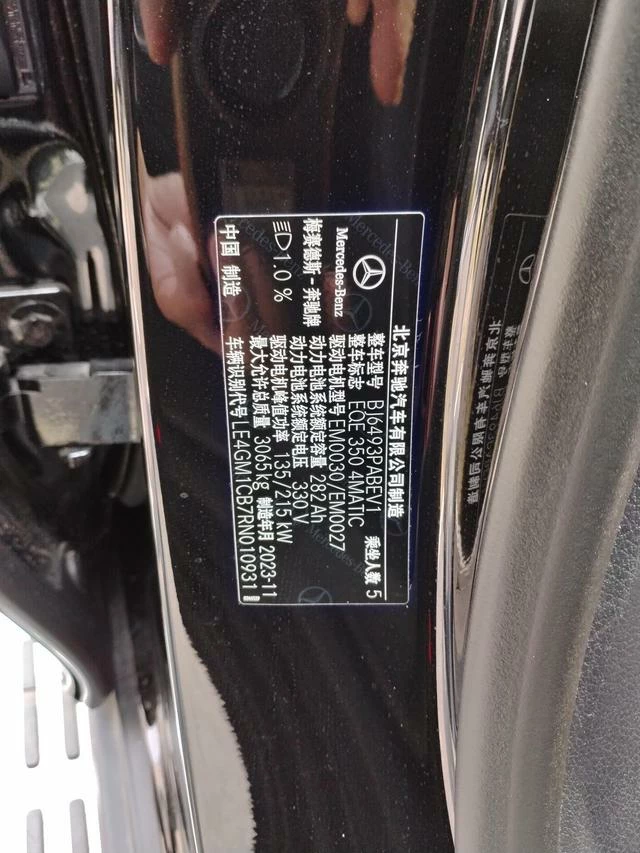 北京奔驰汽车有限公司制造
Mercedes-Benz
梅赛德斯-奔驰牌
1.0 %
中国 制造
整车型号 BJ6493PABEV1
乘坐人数 5
整车标志 EQE 350 4MATIC
驱动电机型号 EM0030/EM0027
动力电池系统额定容量 282Ah
动力电池系统额定电压 330V
驱动电机峰值功率 135/215 kW
最大允许总质量 3065kg 制造年月 2023-11
车辆识别代号 LE4GM1CB7RN010931